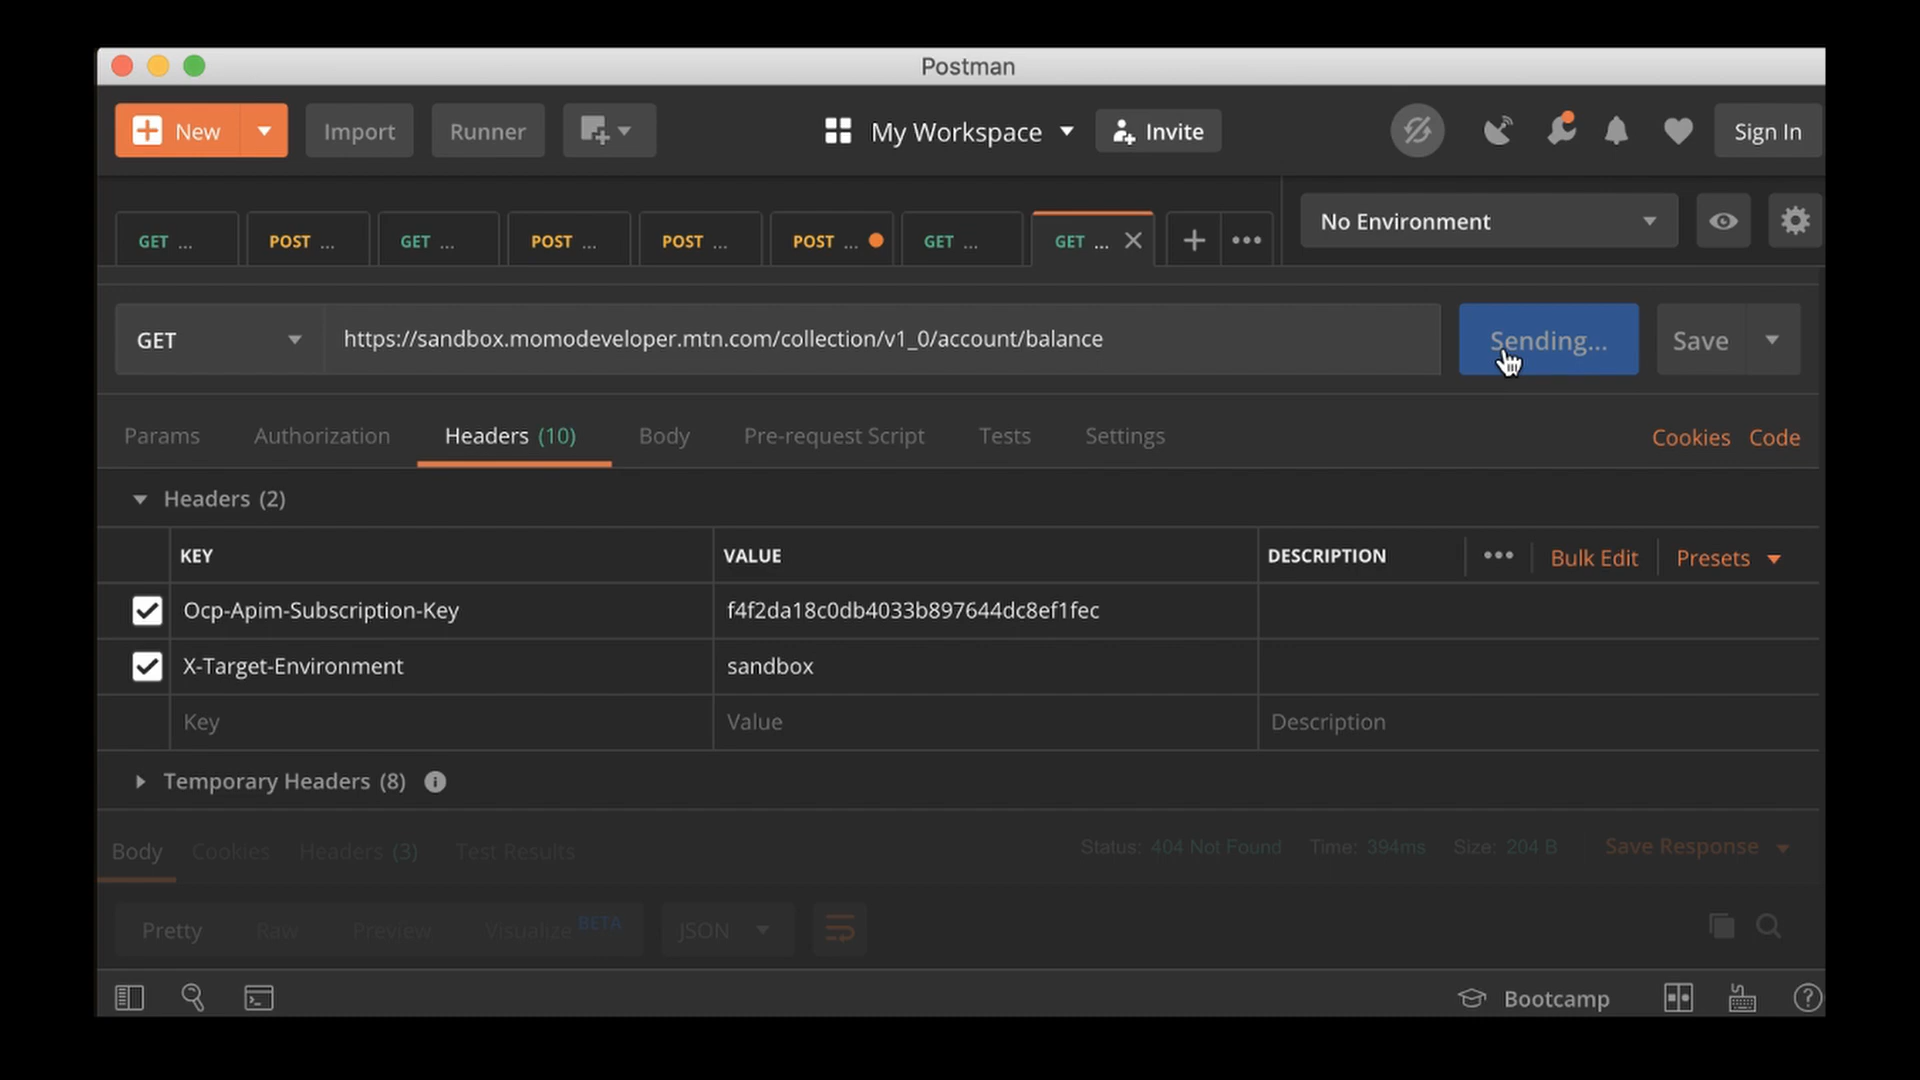 Postman
New
Import
Runner
My Workspace
Invite
Sign In
GET ...
POST ...
GET ...
POST ...
POST ...
POST ...
GET ...
GET ...
No Environment
GET
https://sandbox.momodeveloper.mtn.com/collection/v1_0/account/balance
Sending...
Save
Params
Authorization
Headers (10)
Body
Pre-request Script
Tests
Settings
Cookies
Code
Headers (2)
KEY
VALUE
DESCRIPTION
Bulk Edit
Presets
Ocp-Apim-Subscription-Key
f4f2da18c0db4033b897644dc8ef1fec
X-Target-Environment
sandbox
Key
Value
Description
Temporary Headers (8)
Body
Cookies
Headers (3)
Test Results
Status: 404 Not Found
Time: 394ms
Size: 204 B
Save Response
Pretty
Raw
Preview
Visualize BETA
JSON
Bootcamp